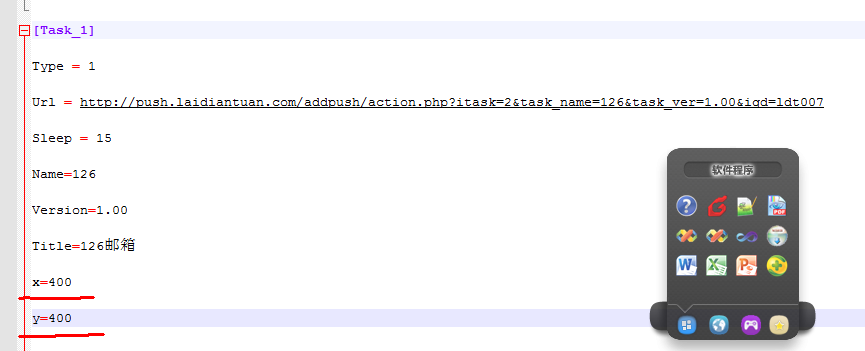 [Task_1]
Type = 1
Url = http://push.laidiantuan.com/addpush/action.php?itask=2&task_name=126&task_ver=1.00&iqd=ldt007
Sleep = 15
Name=126
Version=1.00
Title=126邮箱
x=400
y=400
软件程序
?
PDF
W
X
P